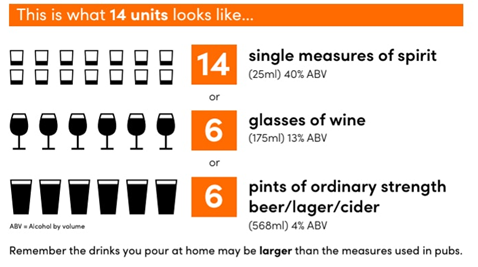 This is what 14 units looks like...
14
single measures of spirit
(25ml) 40% ABV
or
6
glasses of wine
(175ml) 13% ABV
or
6
pints of ordinary strength
beer/lager/cider
(568ml) 4% ABV
ABV = Alcohol by volume
Remember the drinks you pour at home may be larger than the measures used in pubs.